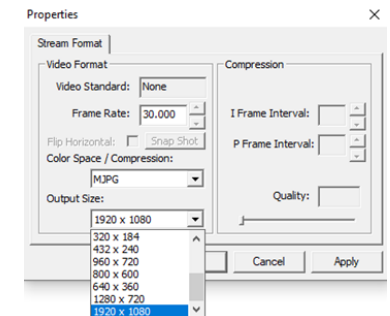 Properties
Stream Format
Video Format
Video Standard: None
Frame Rate: 30.000
Flip Horizontal: Snap Shot
Color Space / Compression:
MJPG
Output Size:
1920 x 1080
320 x 184
432 x 240
960 x 720
800 x 600
640 x 360
1280 x 720
1920 x 1080
Compression
I Frame Interval:
P Frame Interval:
Quality:
Cancel
Apply